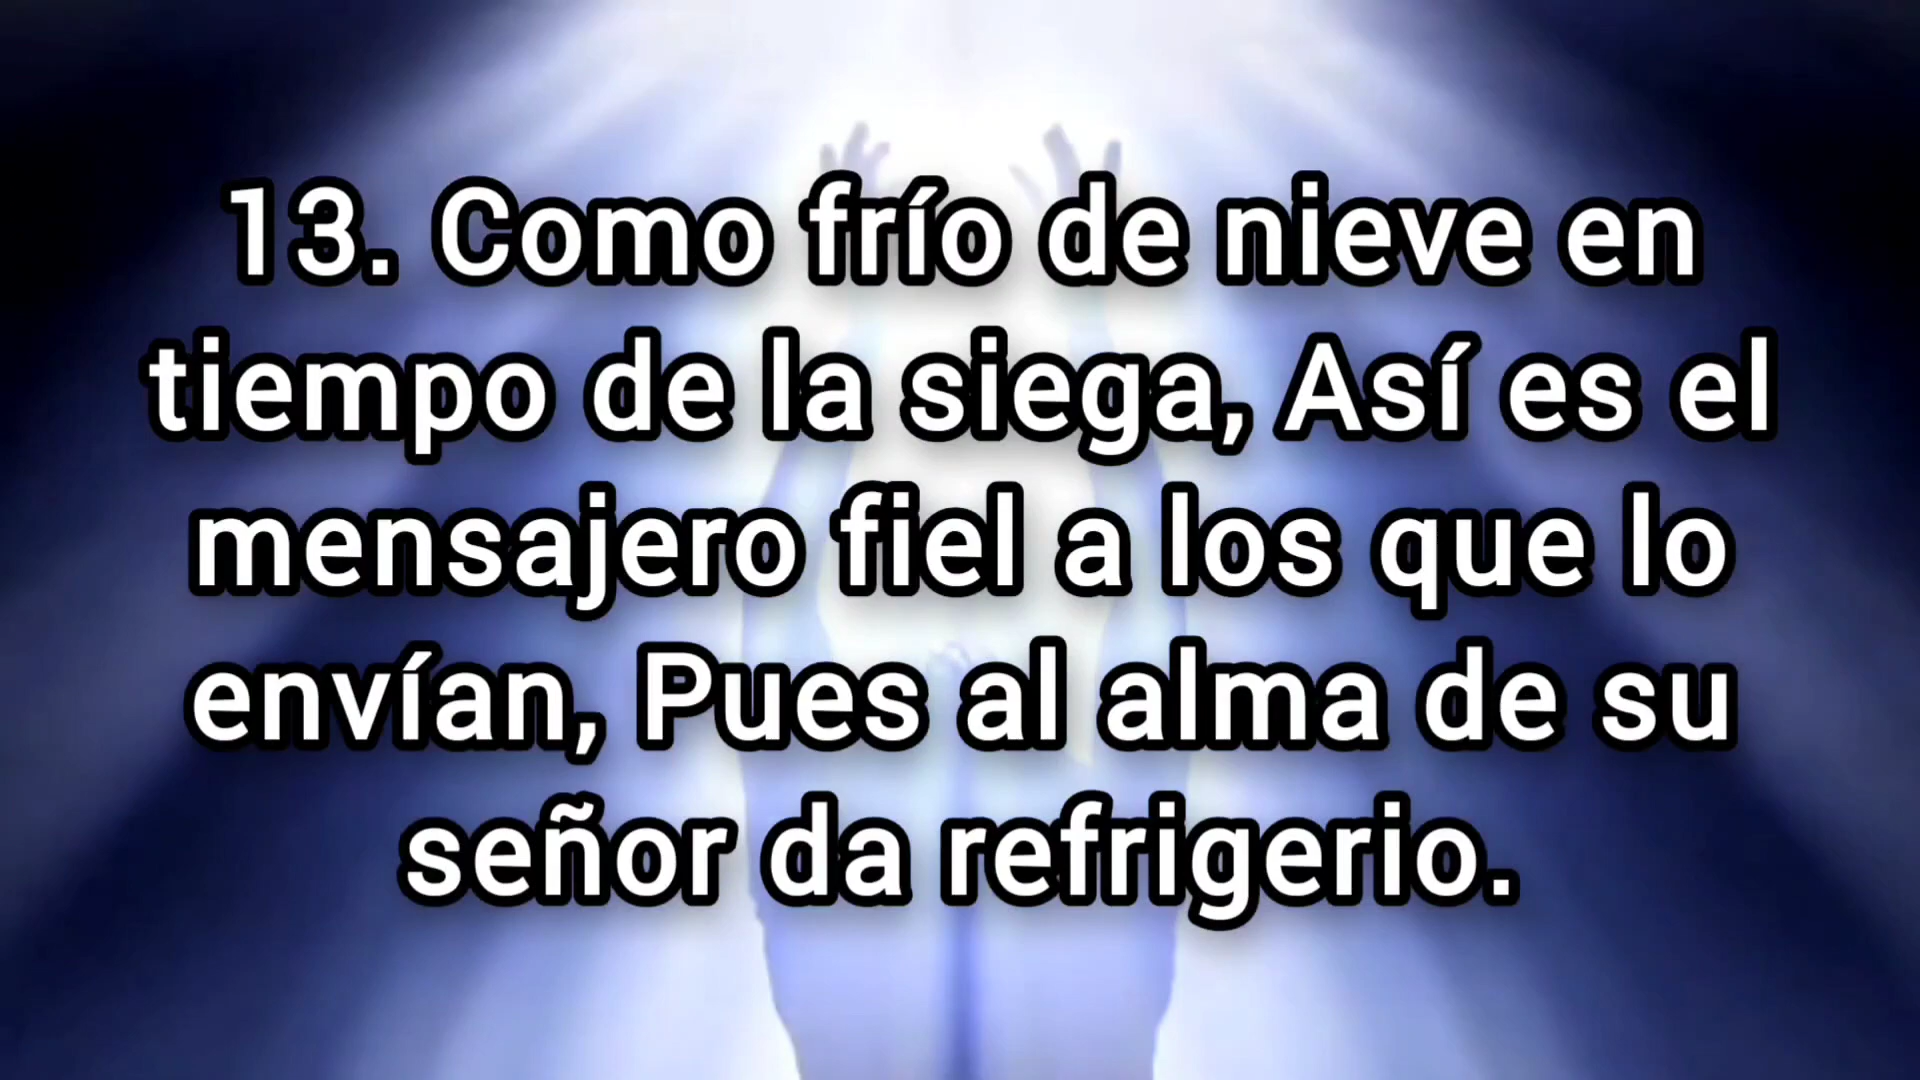 13. Como frío de nieve en
tiempo de la siega, Así es el
mensajero fiel a los que lo
envían, Pues al alma de su
señor da refrigerio.